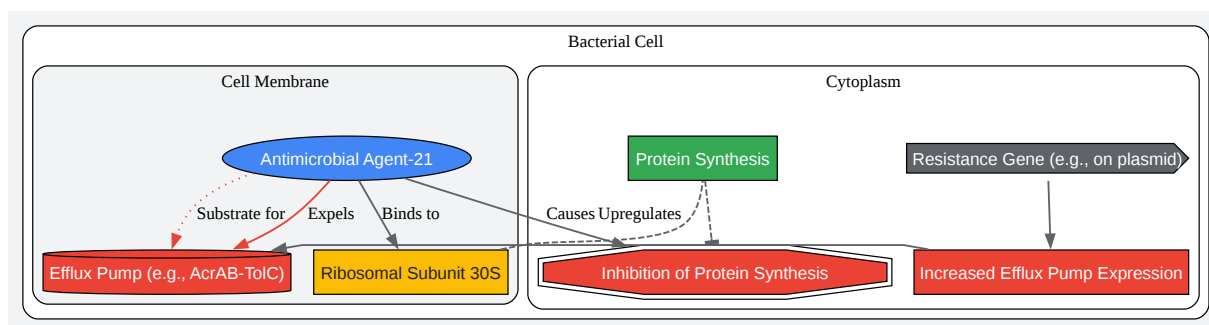 Bacterial Cell
Cell Membrane
Cytoplasm
Antimicrobial Agent-21
Protein Synthesis
Resistance Gene (e.g., on plasmid)
Substrate for
Expels
Binds to
Causes
Upregulates
Efflux Pump (e.g., AcrAB-TolC)
Ribosomal Subunit 30S
Inhibition of Protein Synthesis
Increased Efflux Pump Expression